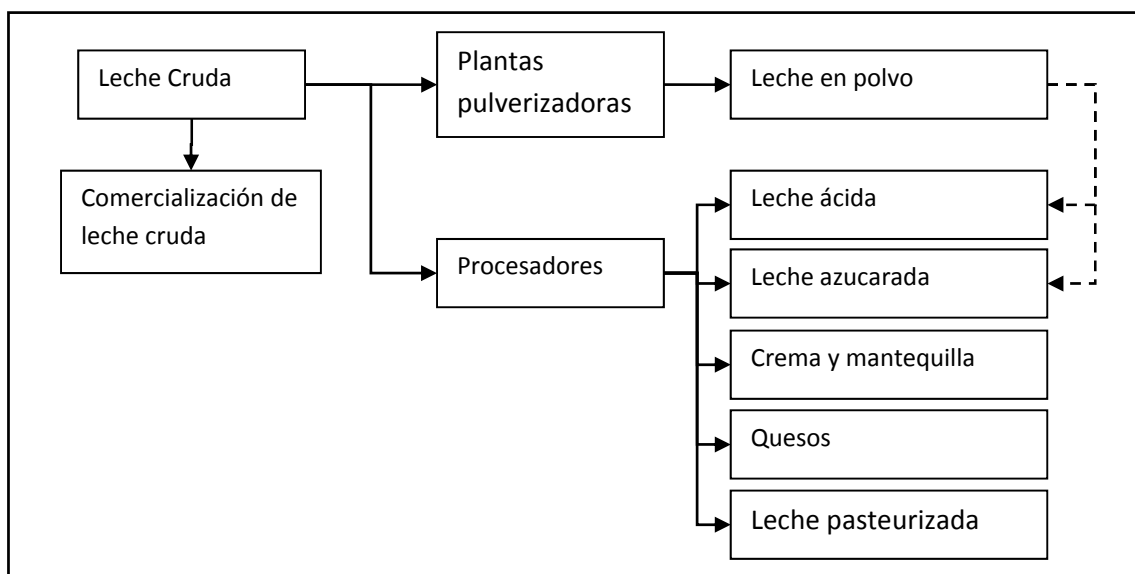 Leche Cruda
Plantas
pulverizadoras
Leche en polvo
Comercialización de
leche cruda
Leche ácida
Procesadores
Leche azucarada
Crema y mantequilla
Quesos
Leche pasteurizada